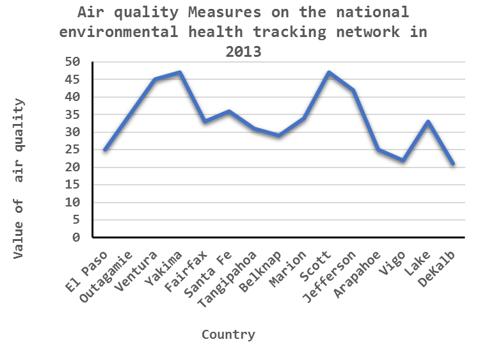 Air quality Measures on the national
environmental health tracking network in
2013
Value of  air quality
50
45
40
35
30
25
20
15
10
5
0
El Paso
Outagamie
Ventura
Yakima
Fairfax
Santa Fe
Tangipahoa
Belknap
Marion
Scott
Jefferson
Arapahoe
Vigo
Lake
DeKalb
Country